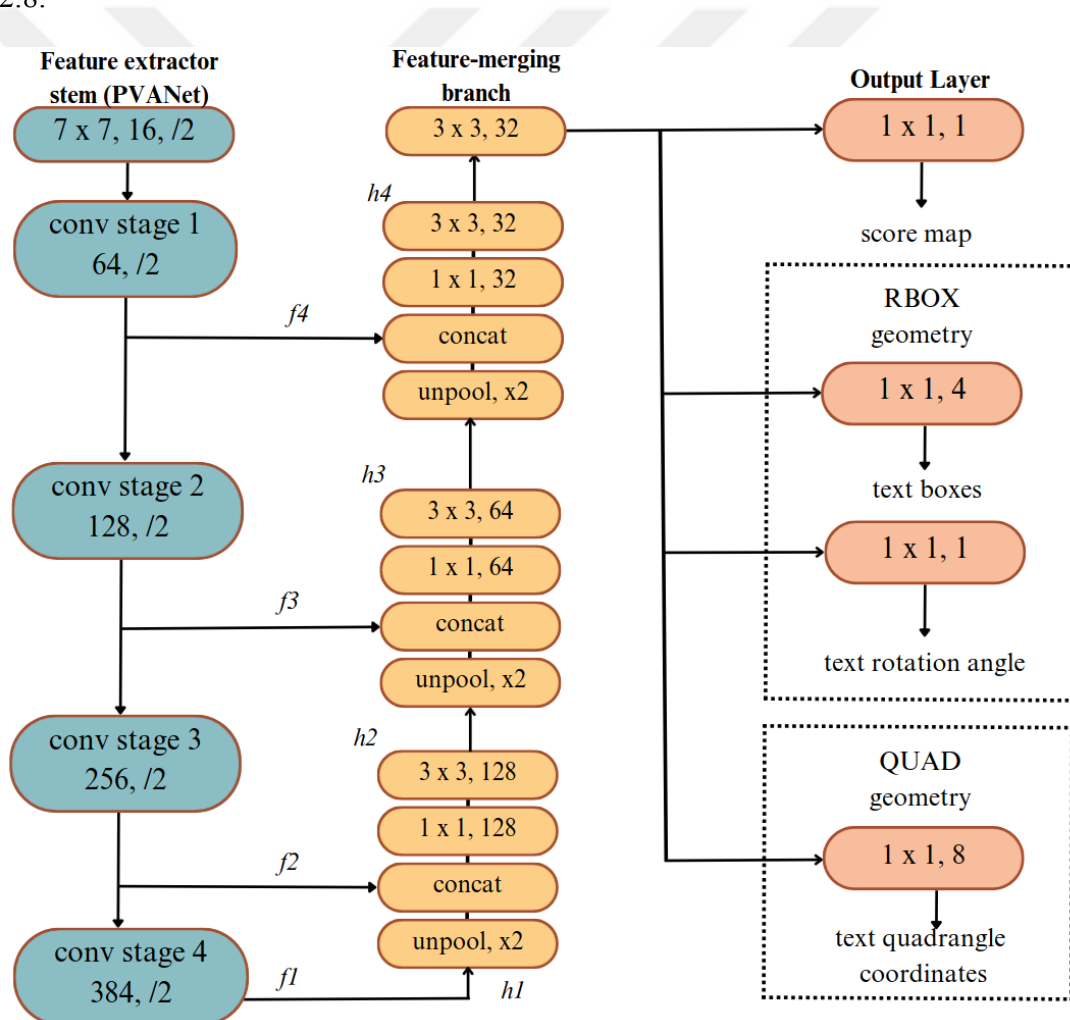 2.8.
Feature extractor
stem (PVANet)
7 x 7, 16, /2
conv stage 1
64, /2
conv stage 2
128, /2
conv stage 3
256, /2
conv stage 4
384, /2
f4
f3
f2
f1
Feature-merging
branch
3 x 3, 32
h4
3 x 3, 32
1 x 1, 32
concat
unpool, x2
h3
3 x 3, 64
1 x 1, 64
concat
unpool, x2
h2
3 x 3, 128
1 x 1, 128
concat
unpool, x2
h1
Output Layer
1 x 1, 1
score map
RBOX
geometry
1 x 1, 4
text boxes
1 x 1, 1
text rotation angle
QUAD
geometry
1 x 1, 8
text quadrangle
coordinates